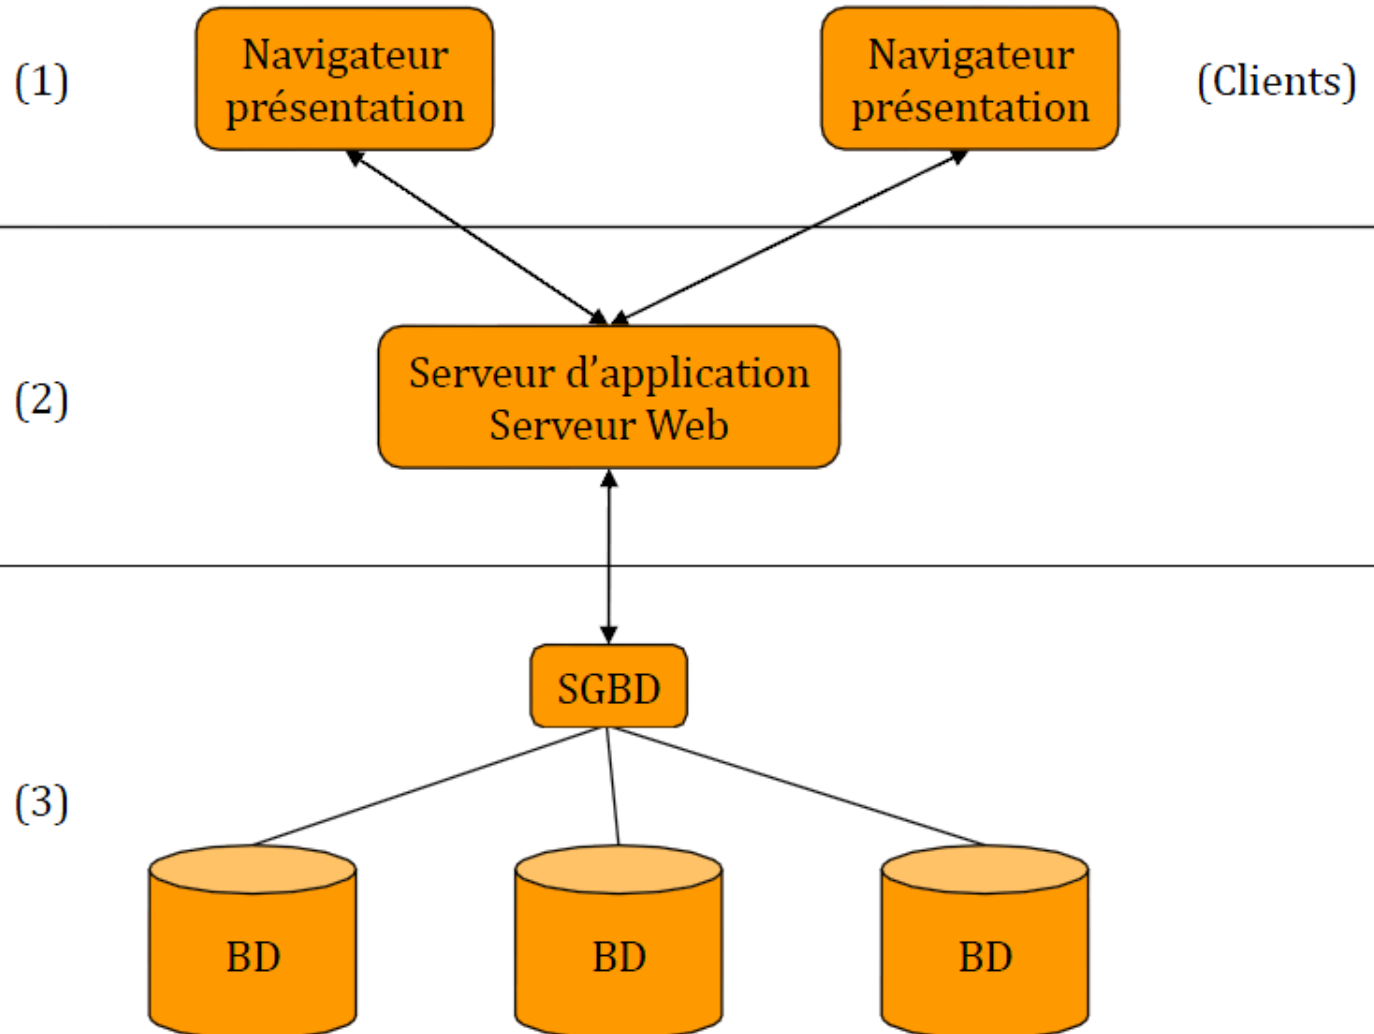 (1)
Navigateur
présentation
Navigateur
présentation
(Clients)
(2)
Serveur d’application
Serveur Web
SGBD
(3)
BD
BD
BD